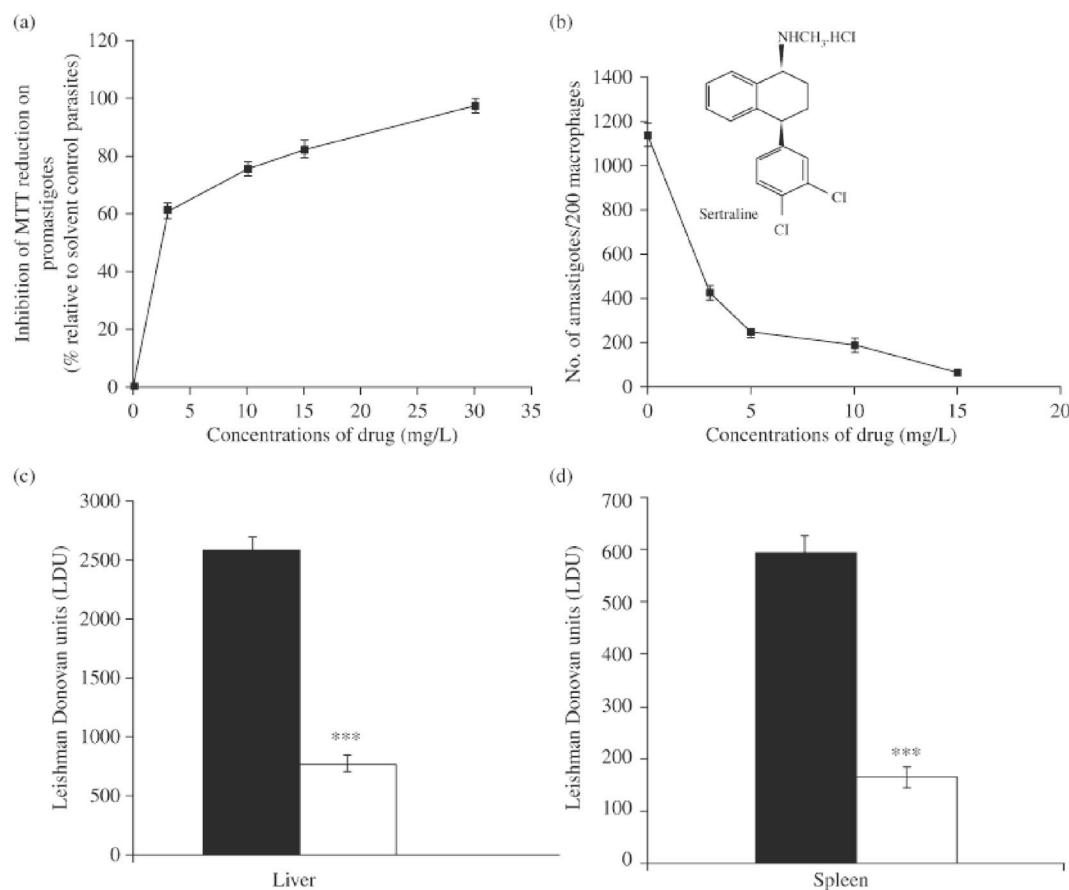 (a)
120
100
80
60
40
20
0
Inhibition of MTT reduction on
promastigotes
(% relative to solvent control parasites)
0 5 10 15 20 25 30 35
Concentrations of drug (mg/L)
(b)
NHCH3.HCl
Cl
Cl
Sertraline
1400
1200
1000
800
600
400
200
0
No. of amastigotes/200 macrophages
0 5 10 15 20
Concentrations of drug (mg/L)
(c)
3000
2500
2000
1500
1000
500
0
Leishman Donovan units (LDU)
***
Liver
(d)
700
600
500
400
300
200
100
0
Leishman Donovan units (LDU)
***
Spleen